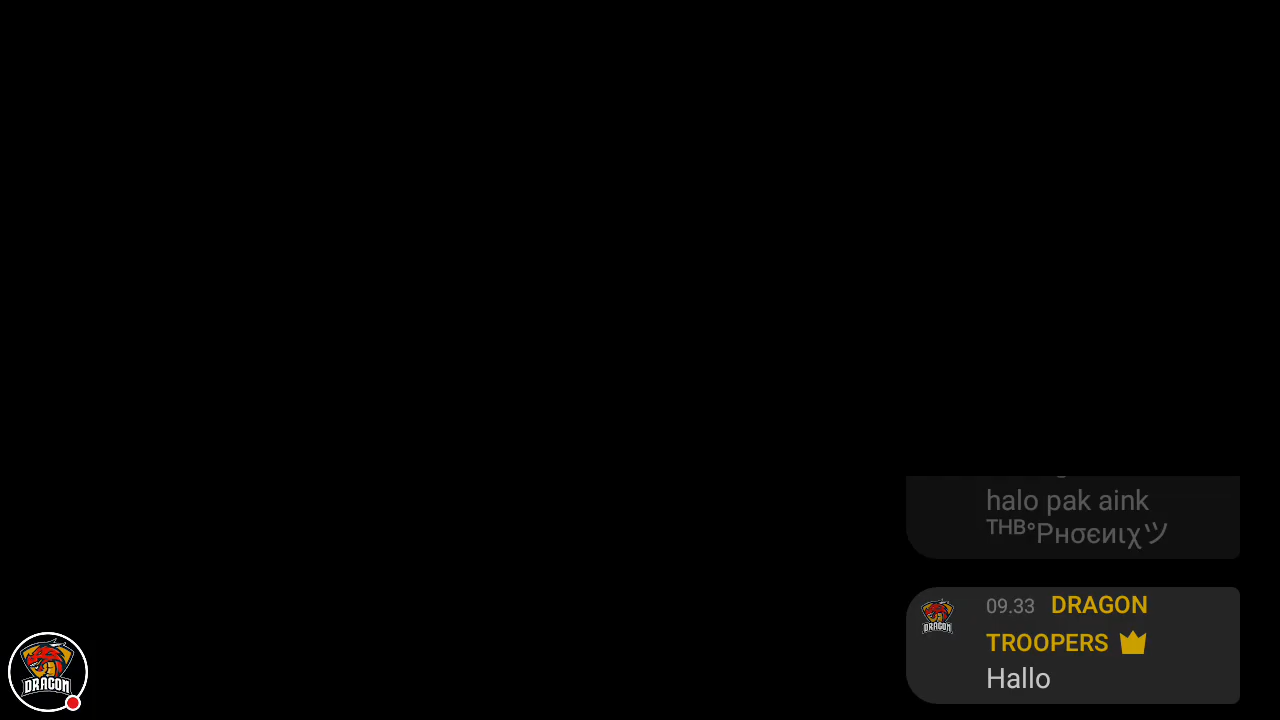 halo pak aink
ᵀᴴᴮ°Pнσєиιχツ
09.33 DRAGON
TROOPERS
Hallo
DRAGON
DRAGON